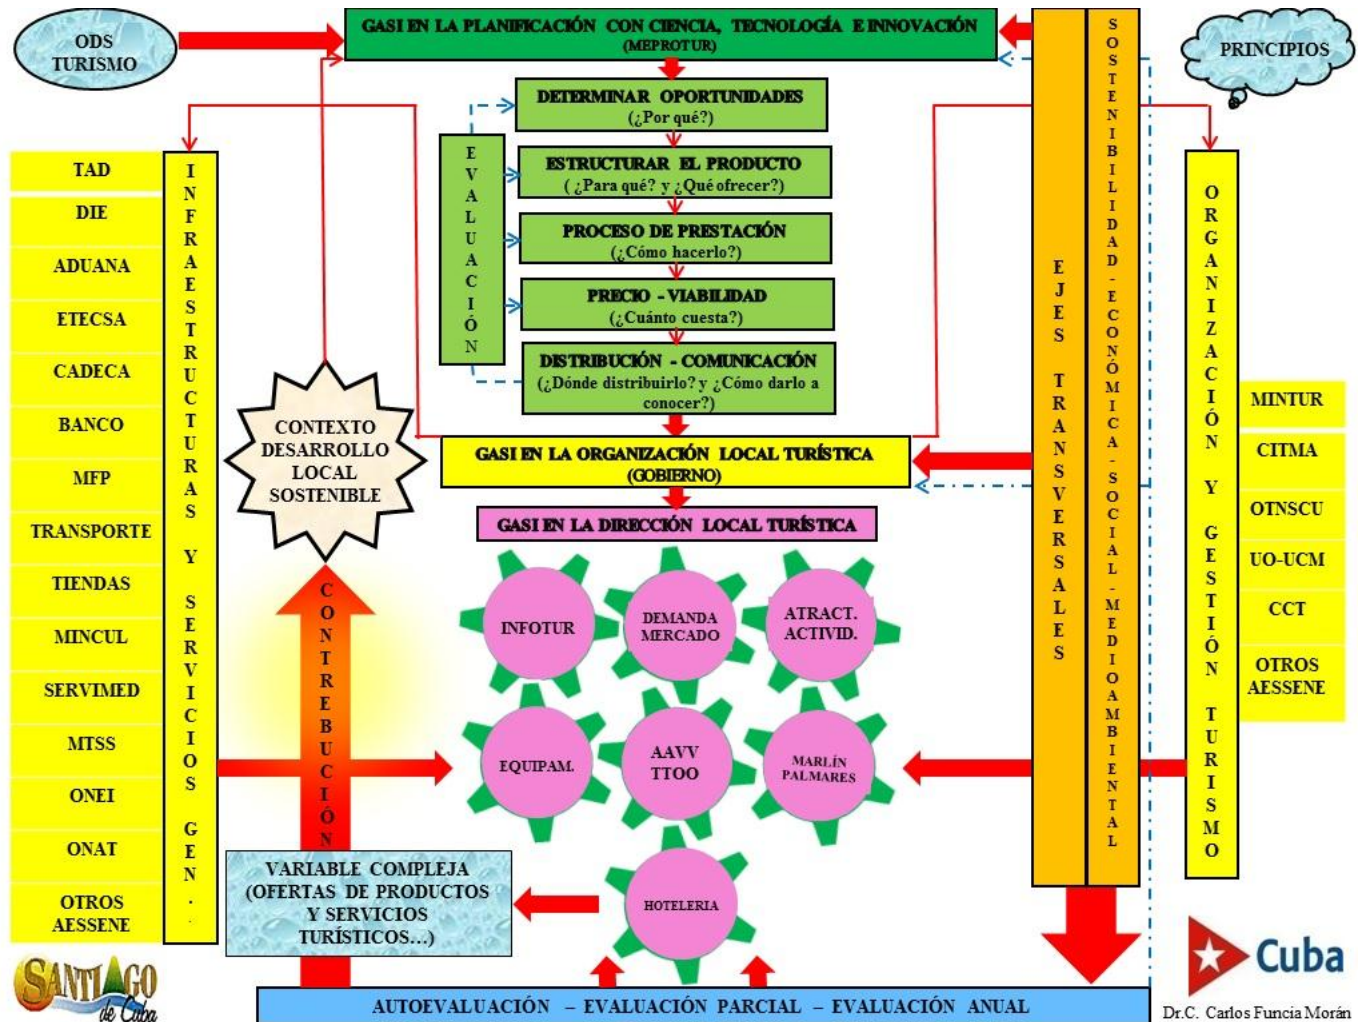 ODS
TURISMO
GASI EN LA PLANIFICACIÓN CON CIENCIA, TECNOLOGÍA E INNOVACIÓN
(MEPROTUR)
PRINCIPIOS
DETERMINAR OPORTUNIDADES
(¿Por qué?)
ESTRUCTURAR EL PRODUCTO
( ¿Para qué? y ¿Qué ofrecer?)
PROCESO DE PRESTACIÓN
(¿Cómo hacerlo?)
PRECIO - VIABILIDAD
(¿Cuánto cuesta?)
DISTRIBUCIÓN - COMUNICACIÓN
(¿Dónde distribuirlo? y ¿Cómo darlo a
conocer?)
EVALUACIÓN
TAD
DIE
ADUANA
ETECSA
CADECA
BANCO
MFP
TRANSPORTE
TIENDAS
MINCUL
SERVIMED
MTSS
ONEI
ONAT
OTROS
AESSENE
INFRAESTRUCTURAS Y SERVICIOS GEN..
CONTEXTO
DESARROLLO
LOCAL
SOSTENIBLE
CONTREBUCIÓN
GASI EN LA ORGANIZACIÓN LOCAL TURÍSTICA
(GOBIERNO)
GASI EN LA DIRECCIÓN LOCAL TURÍSTICA
INFOTUR
DEMANDA
MERCADO
ATRACT.
ACTIVID.
EQUIPAM.
AAVV
TTOO
MARLÍN
PALMARES
HOTELERIA
VARIABLE COMPLEJA
(OFERTAS DE PRODUCTOS
Y SERVICIOS
TURÍSTICOS...)
EJES TRANSVERSALES
SOSTENIBILIDAD-ECONÓMICA-SOCIAL-MEDIOAMBIENTAL
ORGANIZACIÓN Y GESTIÓN TURISMO
MINTUR
CITMA
OTNSCU
UO-UCM
CCT
OTROS
AESSENE
AUTOEVALUACIÓN – EVALUACIÓN PARCIAL – EVALUACIÓN ANUAL
SANTIAGO
de Cuba
Cuba
Dr.C. Carlos Funcia Morán